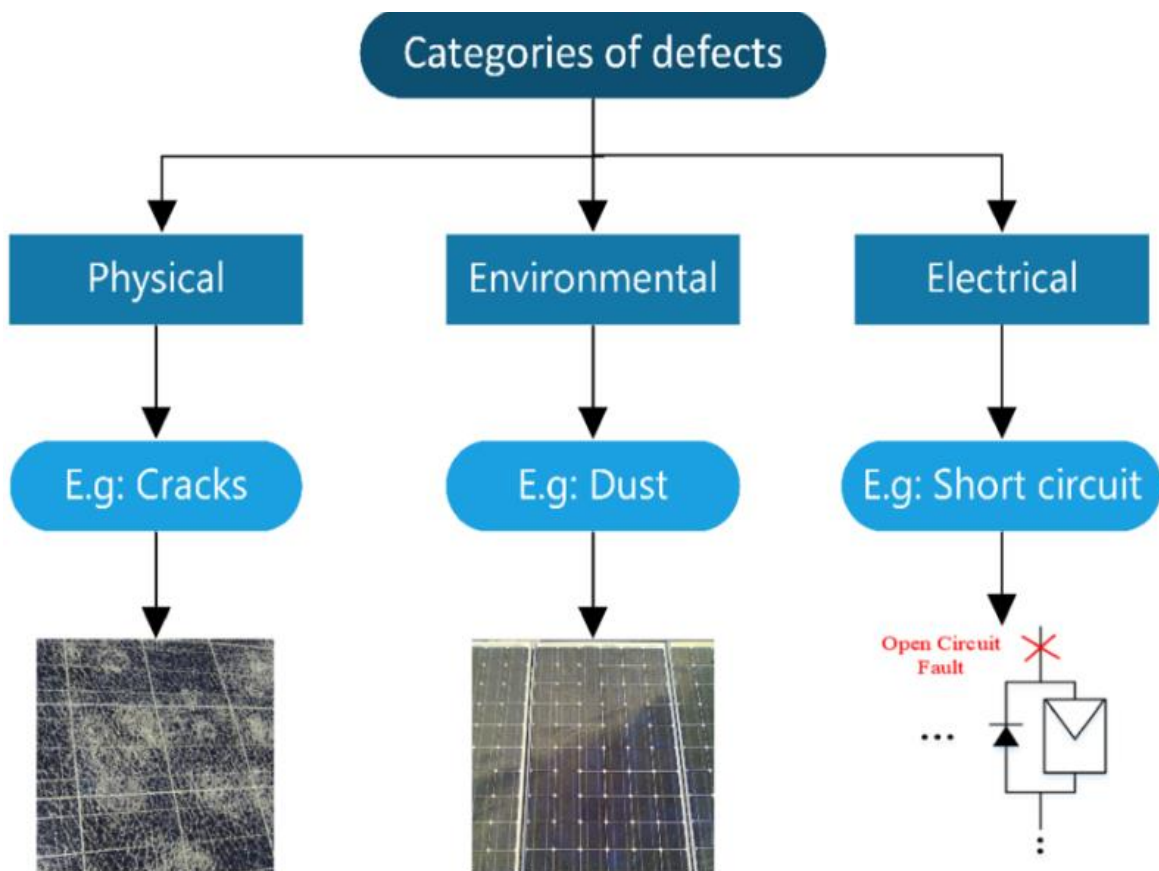 Categories of defects
Physical
Environmental
Electrical
E.g: Cracks
E.g: Dust
E.g: Short circuit
Open Circuit
Fault